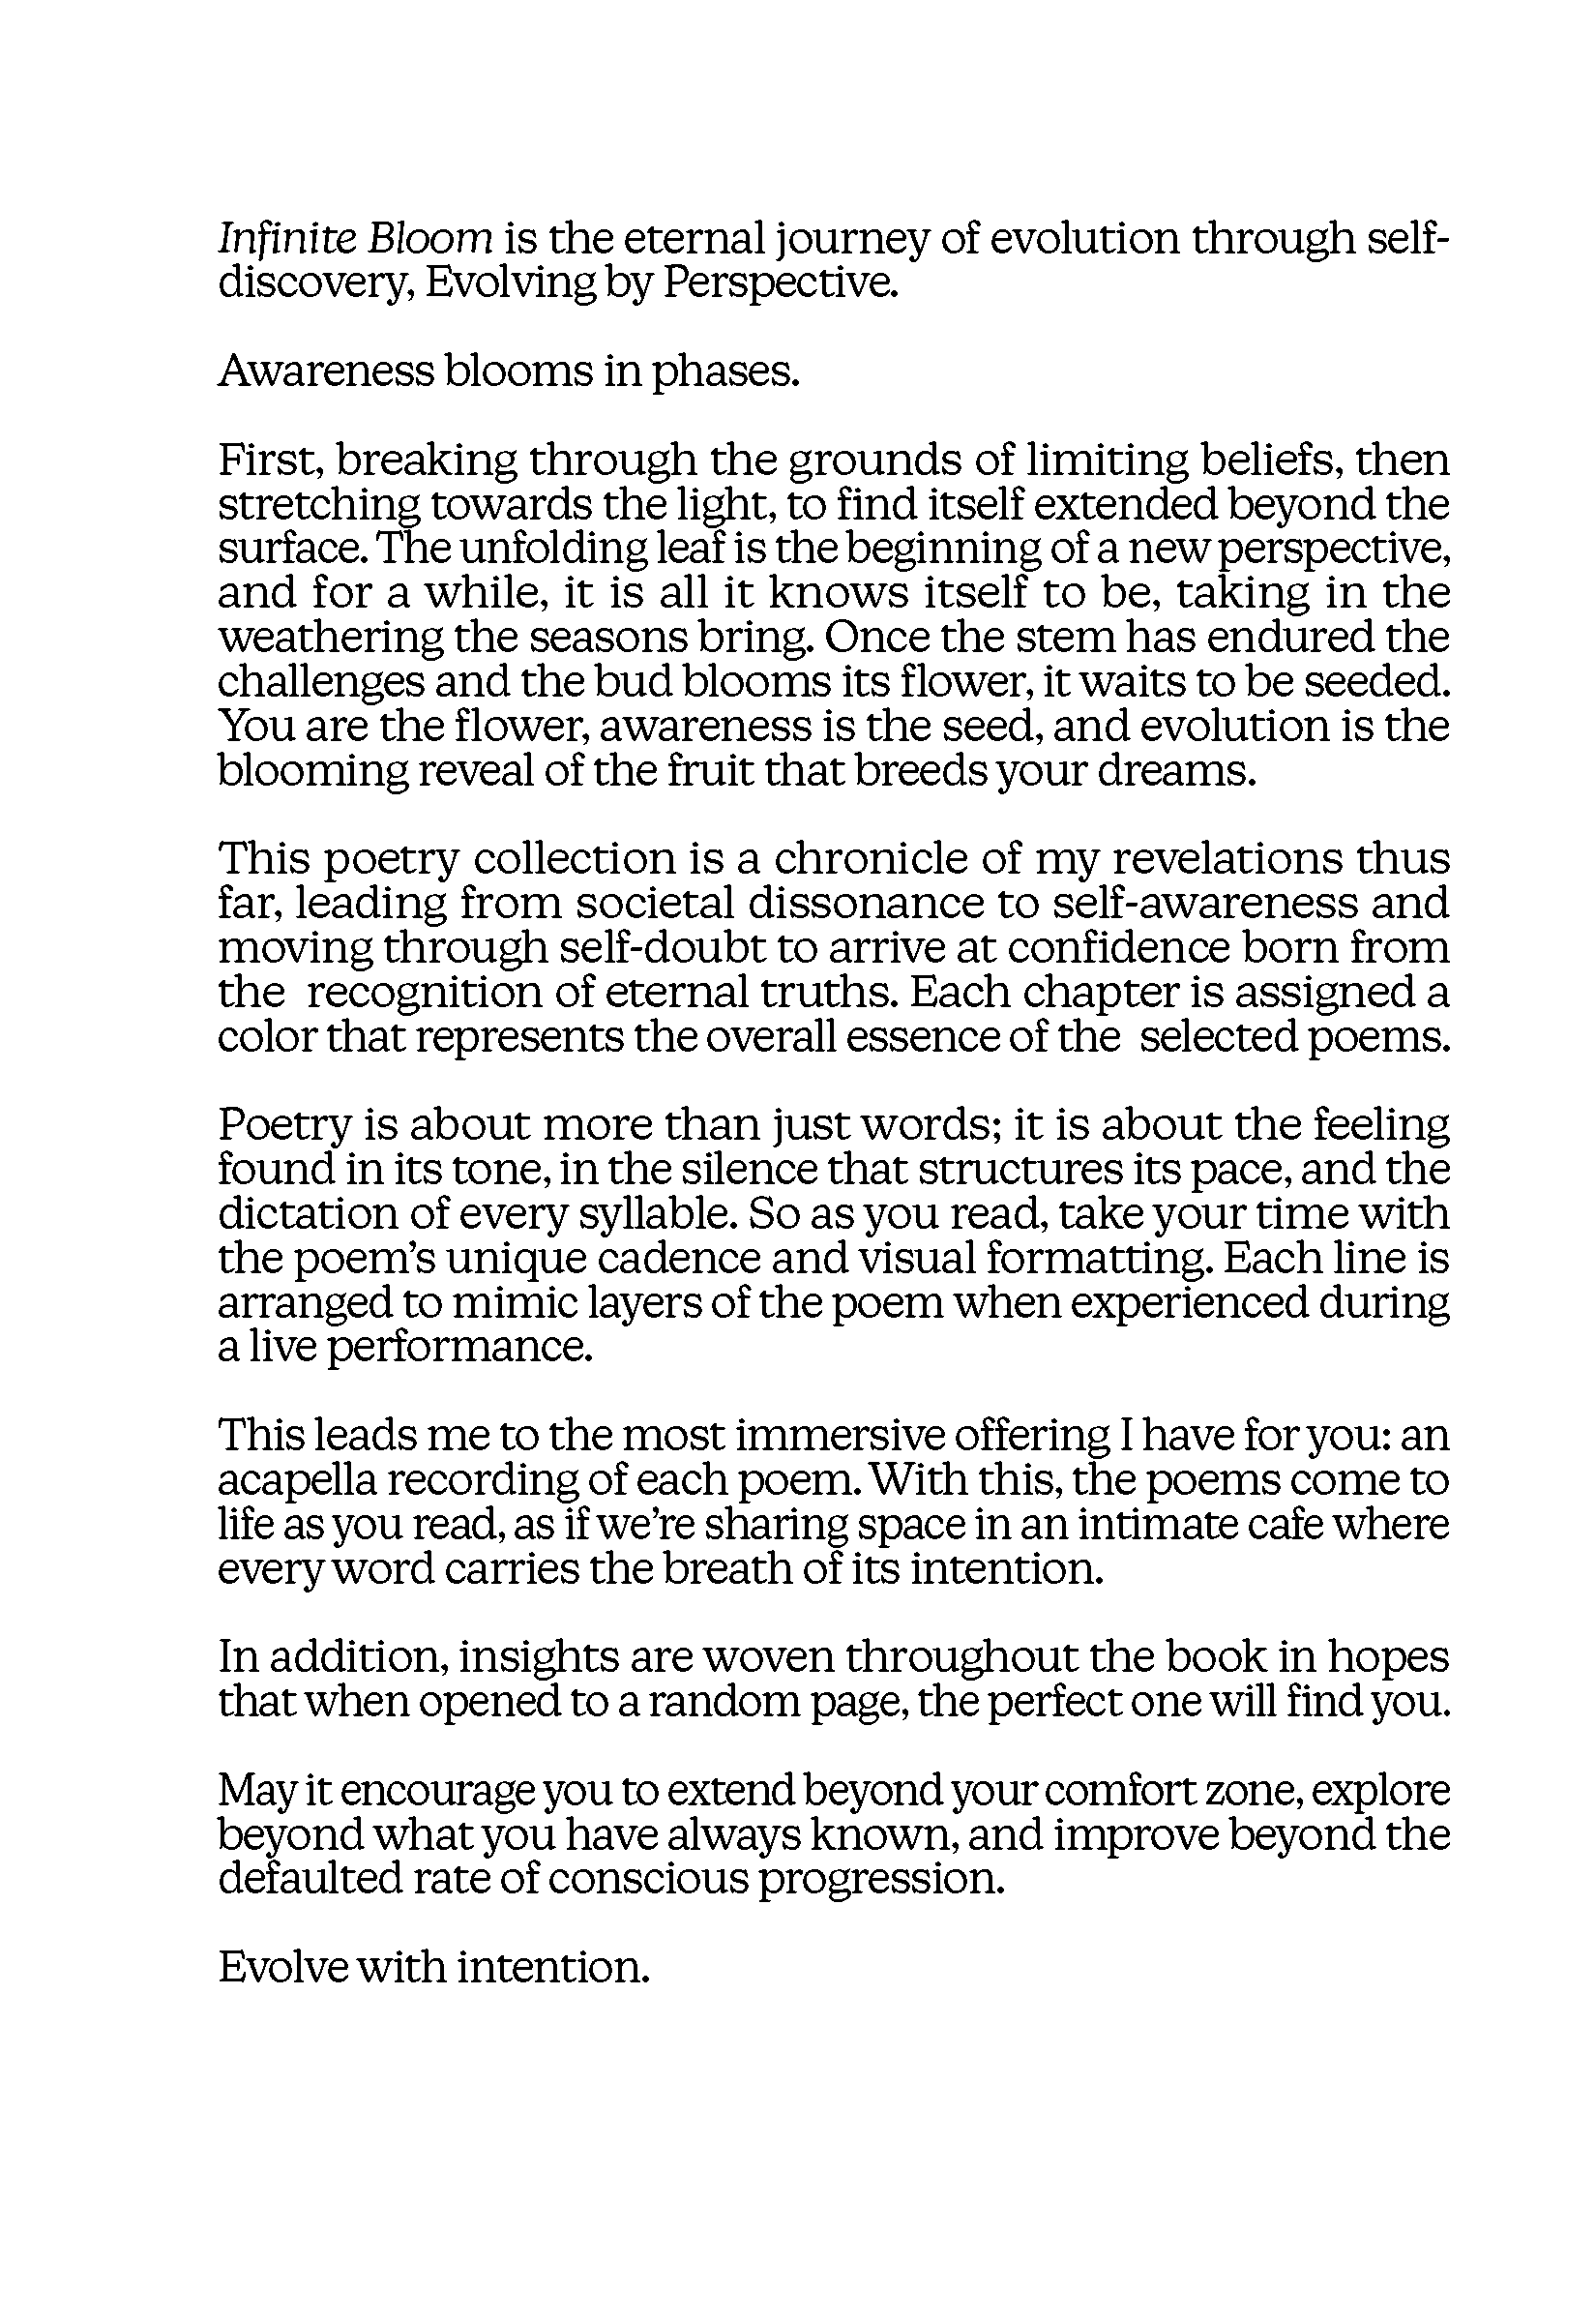 Infinite Bloom is the eternal journey of evolution through self-
discovery, Evolving by Perspective.
Awareness blooms in phases.
First, breaking through the grounds of limiting beliefs, then
stretching towards the light, to find itself extended beyond the
surface. The unfolding leaf is the beginning of a new perspective,
and for a while, it is all it knows itself to be, taking in the
weathering the seasons bring. Once the stem has endured the
challenges and the bud blooms its flower, it waits to be seeded.
You are the flower, awareness is the seed, and evolution is the
blooming reveal of the fruit that breeds your dreams.
This poetry collection is a chronicle of my revelations thus
far, leading from societal dissonance to self-awareness and
moving through self-doubt to arrive at confidence born from
the  recognition of eternal truths. Each chapter is assigned a
color that represents the overall essence of the  selected poems.
Poetry is about more than just words; it is about the feeling
found in its tone, in the silence that structures its pace, and the
dictation of every syllable. So as you read, take your time with
the poem’s unique cadence and visual formatting. Each line is
arranged to mimic layers of the poem when experienced during
a live performance.
This leads me to the most immersive offering I have for you: an
acapella recording of each poem. With this, the poems come to
life as you read, as if we’re sharing space in an intimate cafe where
every word carries the breath of its intention.
In addition, insights are woven throughout the book in hopes
that when opened to a random page, the perfect one will find you.
May it encourage you to extend beyond your comfort zone, explore
beyond what you have always known, and improve beyond the
defaulted rate of conscious progression.
Evolve with intention.